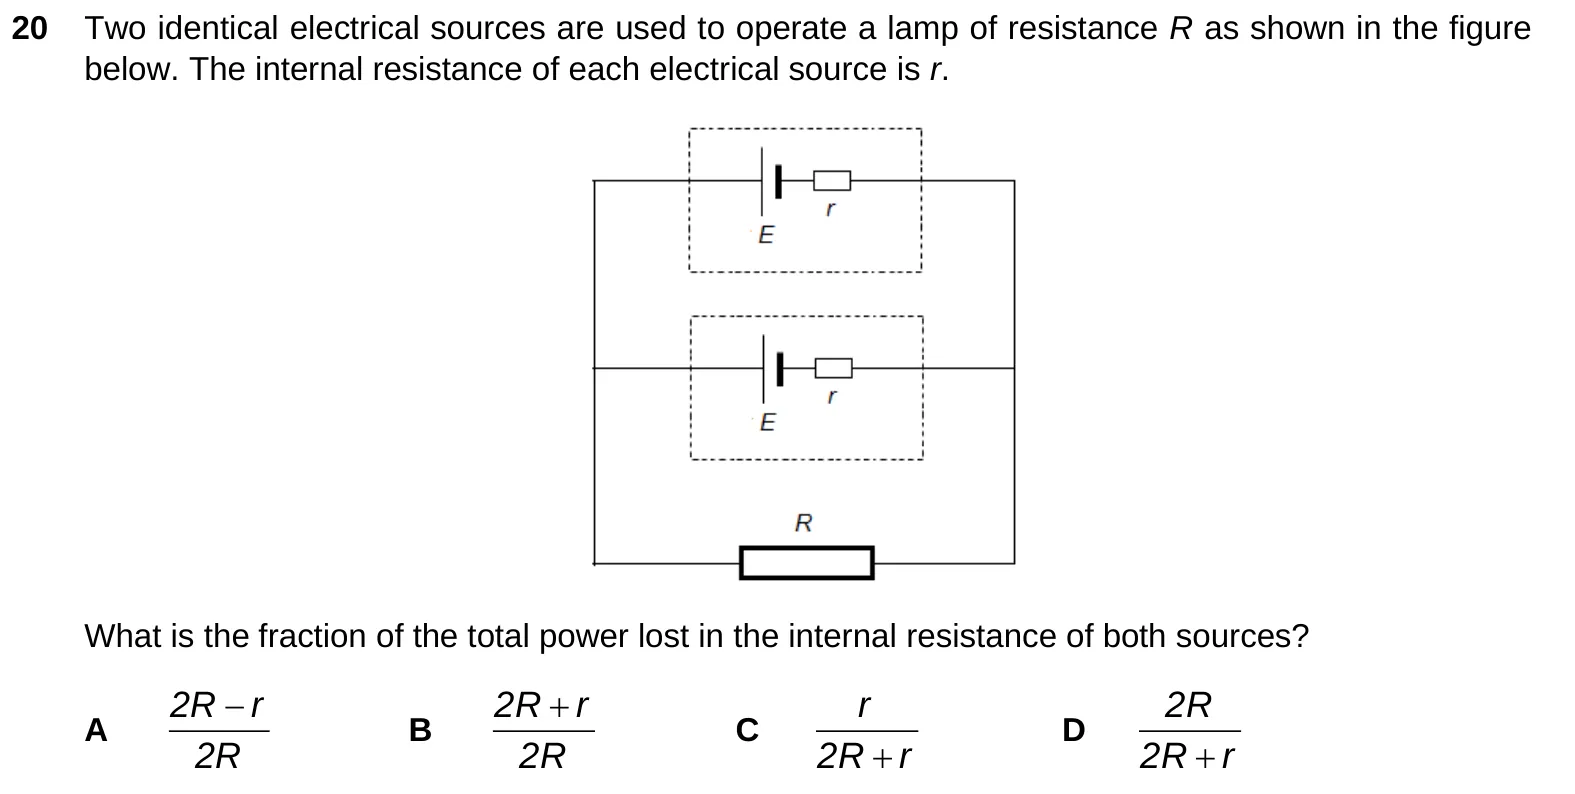 20 Two identical electrical sources are used to operate a lamp of resistance R as shown in the figure
below. The internal resistance of each electrical source is r.
r
E
r
E
R
What is the fraction of the total power lost in the internal resistance of both sources?
A (2R − r)/(2R) B (2R + r)/(2R) C r/(2R + r) D 2R/(2R + r)